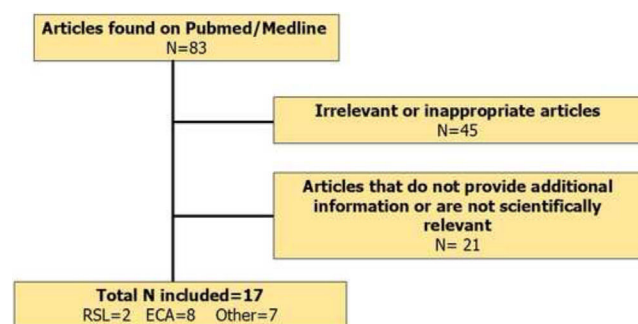 Articles found on Pubmed/Medline
N=83
Irrelevant or inappropriate articles
N=45
Articles that do not provide additional
information or are not scientifically
relevant
N= 21
Total N included=17
RSL=2 ECA=8 Other=7